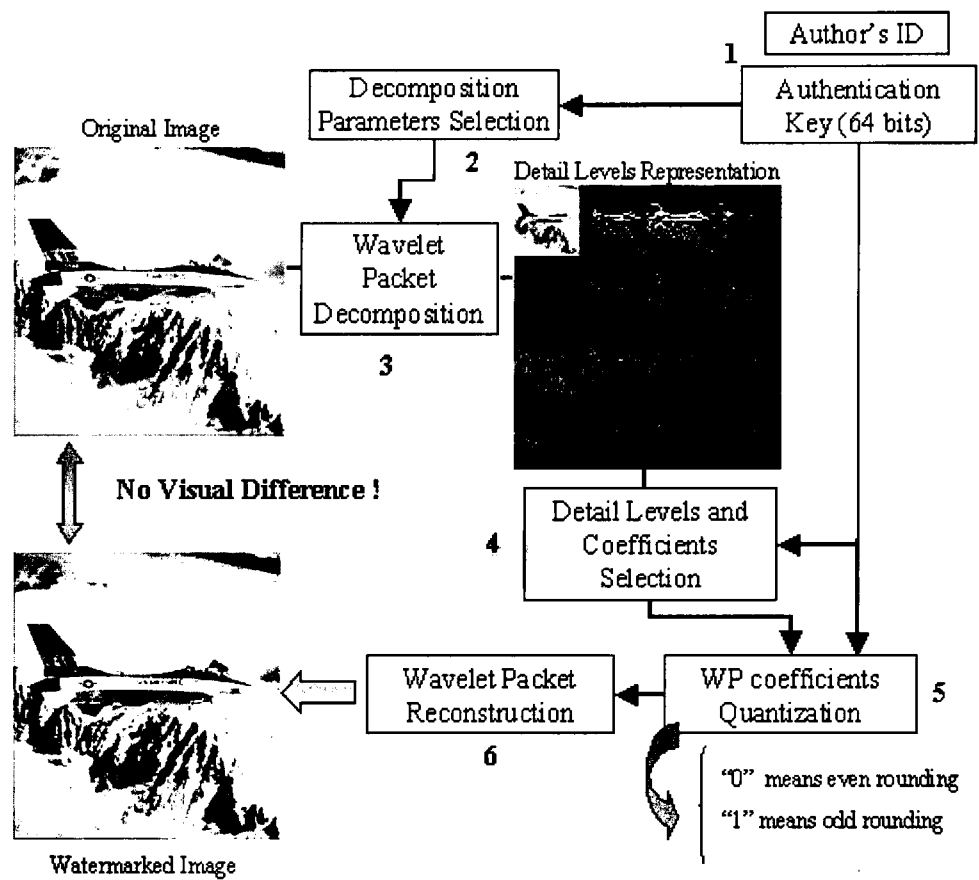 Author's ID
1
Authentication
Key (64 bits)
Decomposition
Parameters Selection
2
Original Image
Detail Levels Representation
Wavelet
Packet
Decomposition
3
No Visual Difference !
Detail Levels and
Coefficients
Selection
4
WP coefficients
Quantization
5
Wavelet Packet
Reconstruction
6
"0" means even rounding
"1" means odd rounding
Watermarked Image